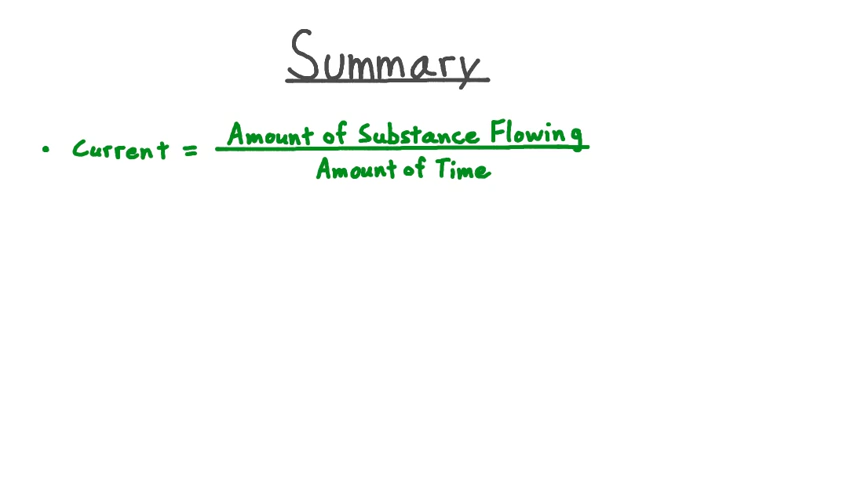 Summary
• Current = Amount of Substance Flowing
Amount of Time